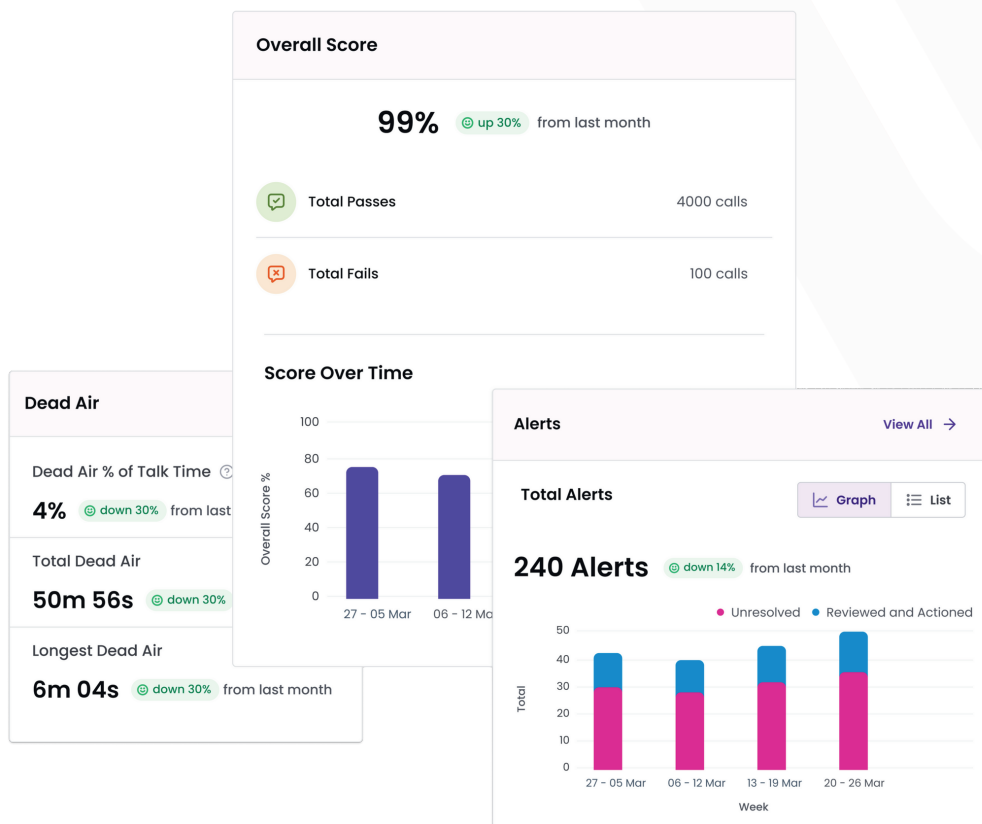 Overall Score
99% up 30% from last month
Total Passes 4000 calls
Total Fails 100 calls
Score Over Time
100
80
60
40
20
0
Overall Score %
27 - 05 Mar 06 - 12
Dead Air
Dead Air % of Talk Time ?
4% down 30% from last
Total Dead Air
50m 56s down 30%
Longest Dead Air
6m 04s down 30% from last month
Alerts View All →
Total Alerts Graph List
240 Alerts down 14% from last month
Unresolved Reviewed and Actioned
50
40
30
20
10
0
Total
27 - 05 Mar 06 - 12 Mar 13 - 19 Mar 20 - 26 Mar
Week